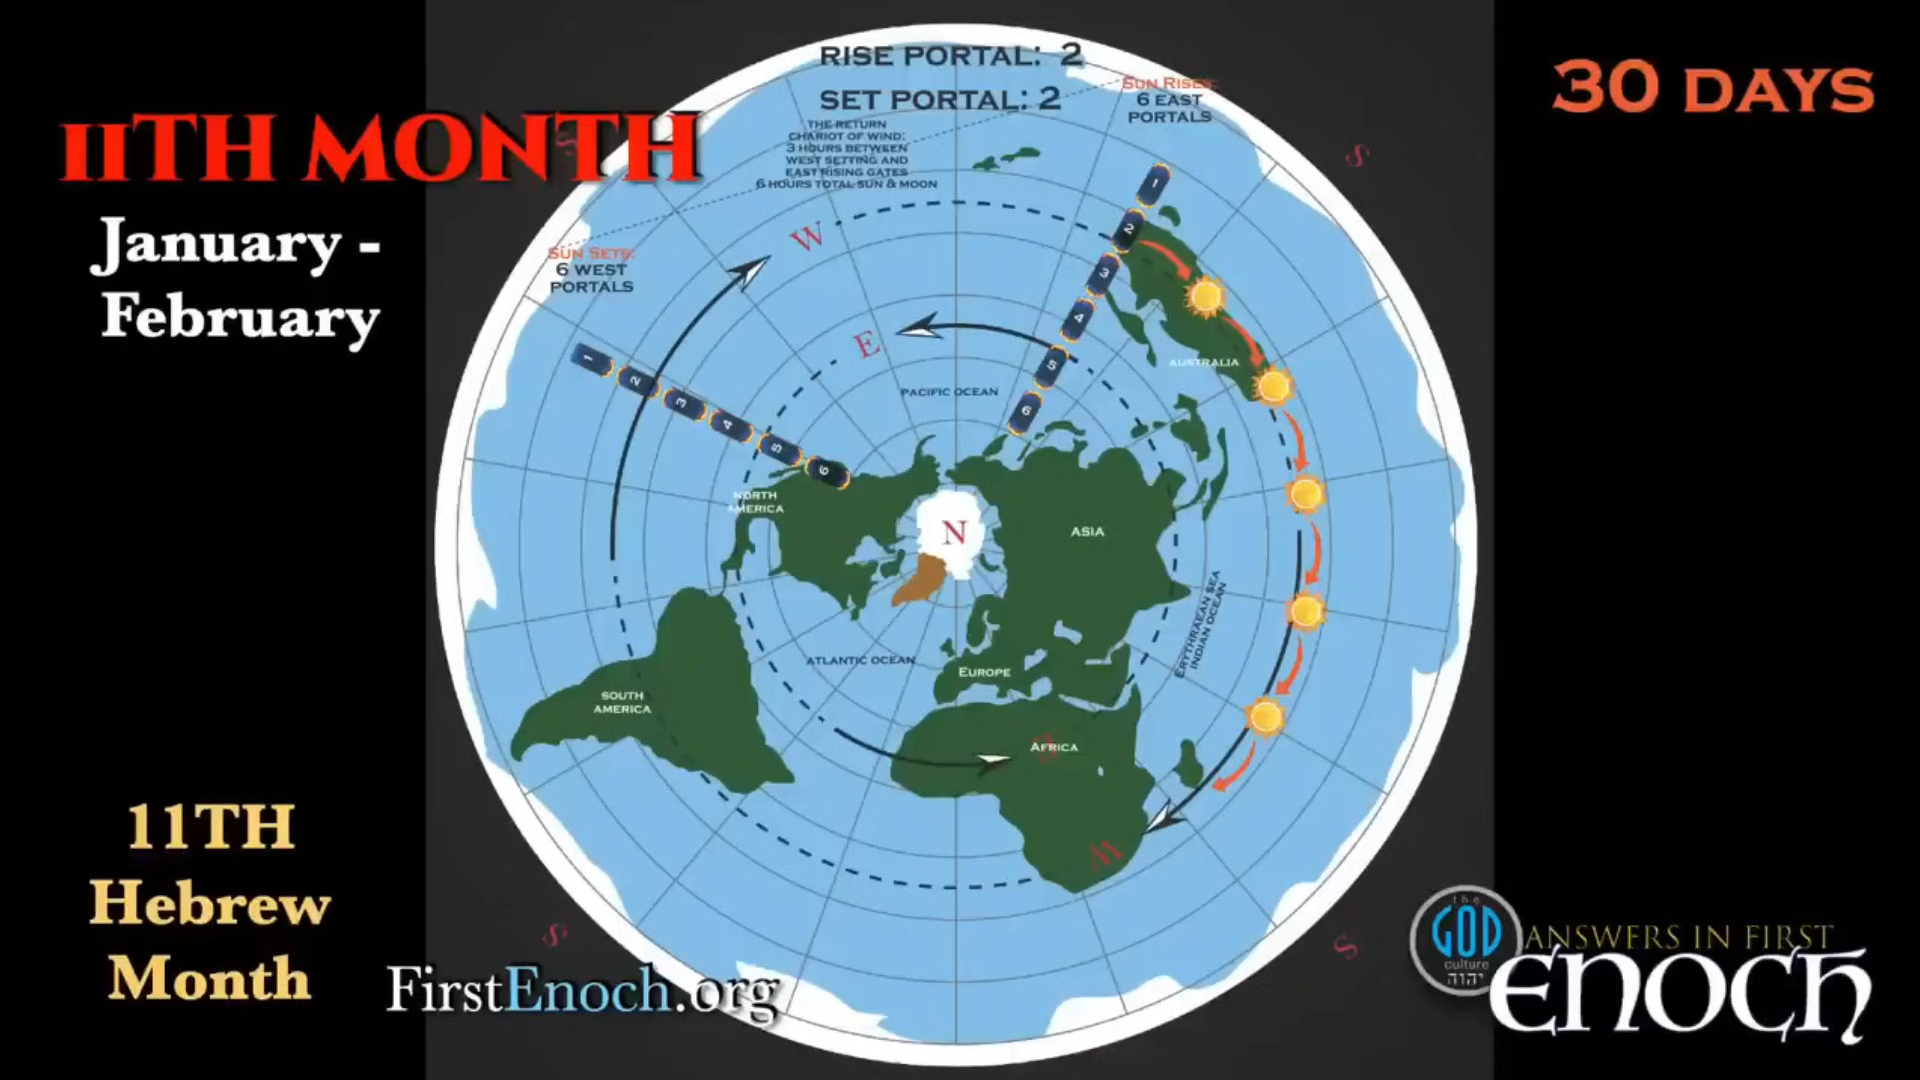 RISE PORTAL: 2
SET PORTAL: 2
30 DAYS
11TH MONTH
January -
February
SUN RISES:
6 EAST
PORTALS
THE RETURN
CHARIOT OF WIND:
3 HOURS BETWEEN
WEST SETTING AND
EAST RISING GATES
6 HOURS TOTAL SUN & MOON
SUN SETS:
6 WEST
PORTALS
S
S
W
E
1
2
3
4
5
6
1
2
3
4
5
6
AUSTRALIA
PACIFIC OCEAN
NORTH
AMERICA
N
ASIA
ERYTHRAEAN SEA
INDIAN OCEAN
ATLANTIC OCEAN
EUROPE
SOUTH
AMERICA
AFRICA
E
W
S
S
11TH
Hebrew
Month
FirstEnoch.org
the
GOD
culture
יהוה
ANSWERS IN FIRST
ENOCH